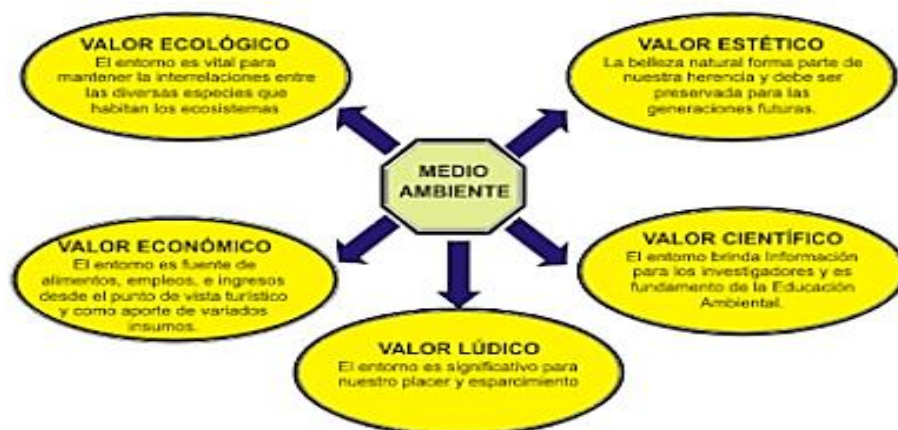 VALOR ECOLÓGICO
El entorno es vital para
mantener la interrelaciones entre
las diversas especies que
habitan los ecosistemas
VALOR ESTÉTICO
La belleza natural forma parte de
nuestra herencia y debe ser
preservada para las
generaciones futuras.
MEDIO
AMBIENTE
VALOR ECONÓMICO
El entorno es fuente de
alimentos, empleos, e ingresos
desde el punto de vista turístico
y como aporte de variados
insumos.
VALOR CIENTÍFICO
El entorno brinda Información
para los investigadores y es
fundamento de la Educación
Ambiental.
VALOR LÚDICO
El entorno es significativo para
nuestro placer y esparcimiento